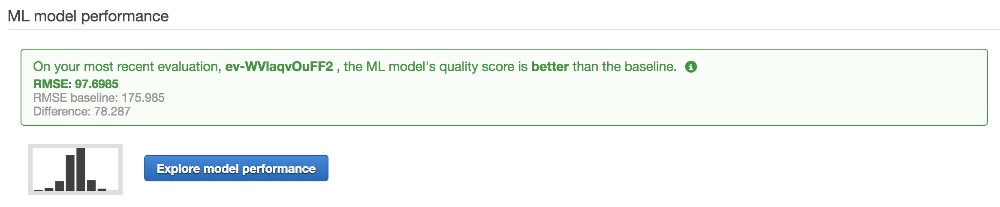 ML model performance
On your most recent evaluation, ev-WVlaqvOuFF2 , the ML model's quality score is better than the baseline.
RMSE: 97.6985
RMSE baseline: 175.985
Difference: 78.287
Explore model performance